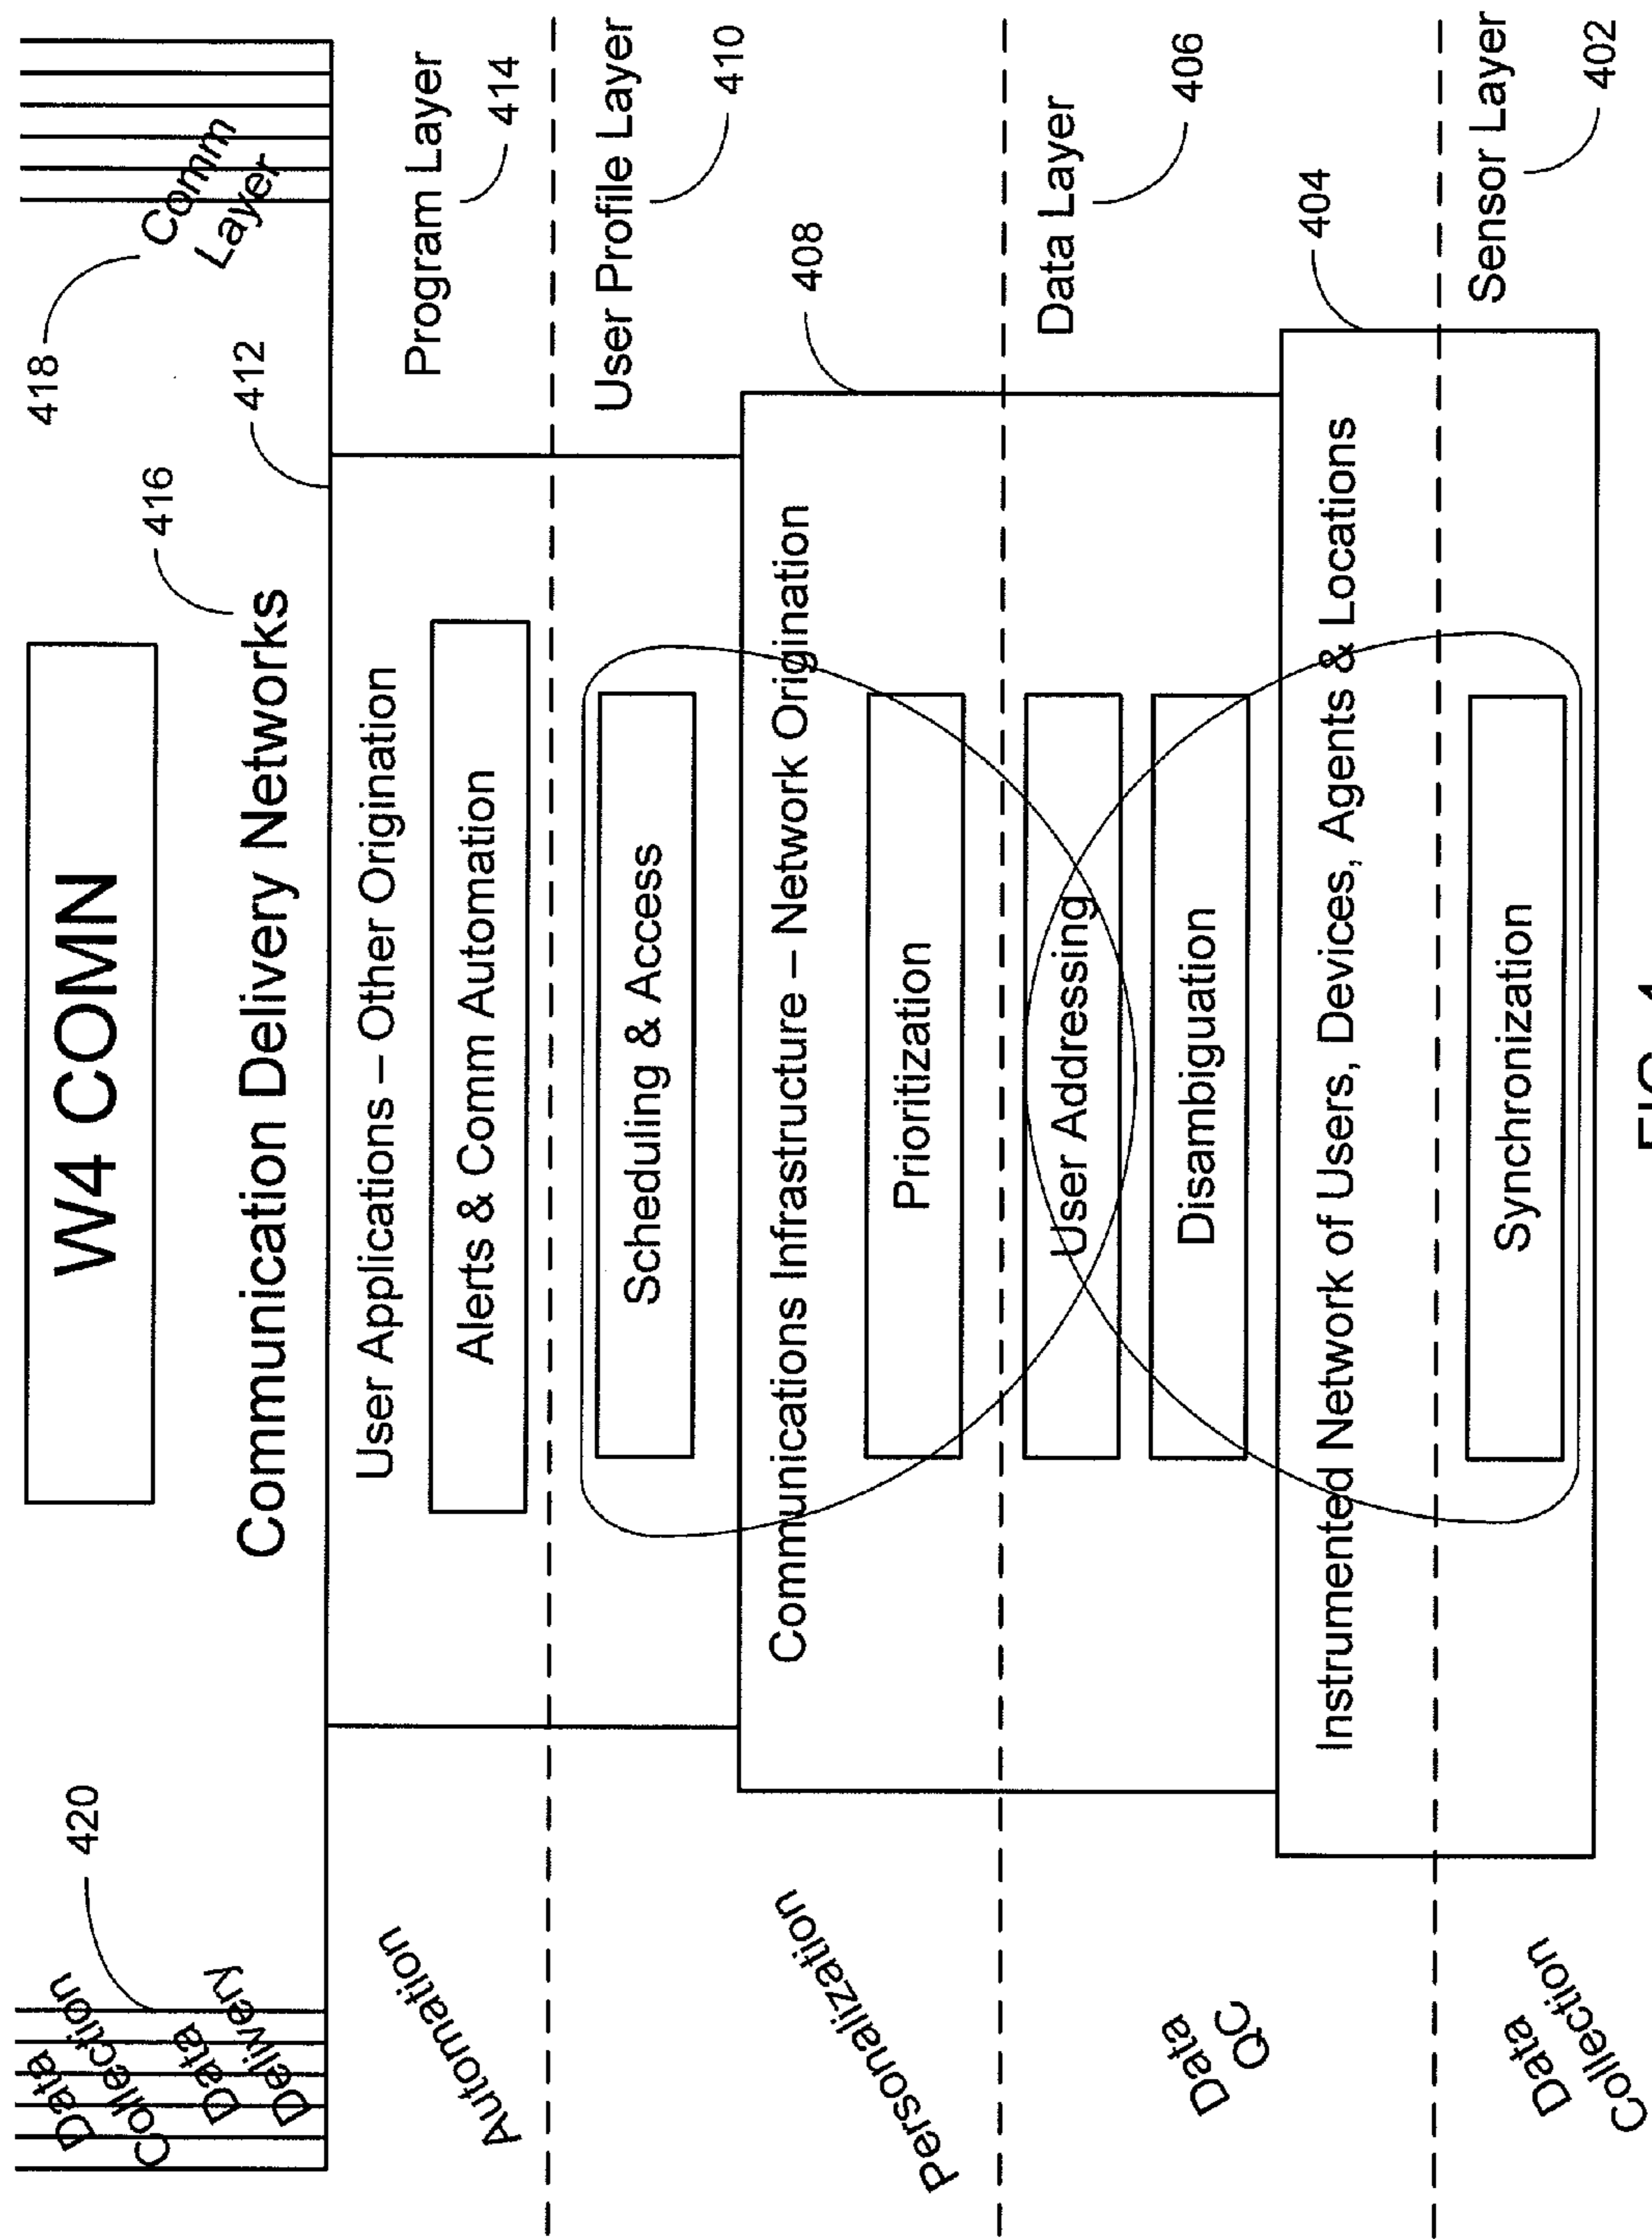 W4 COMN
418
Comm
Layer
420
Data
Collection
Data
Delivery
Communication Delivery Networks
416
412
User Applications – Other Origination
Program Layer
414
Automation
Alerts & Comm Automation
User Profile Layer
410
Scheduling & Access
Communications Infrastructure – Network Origination
408
Personalization
Prioritization
Data Layer
406
User Addressing
Data
QC
Disambiguation
Instrumented Network of Users, Devices, Agents & Locations
404
Sensor Layer
402
Data
Collection
Synchronization
FIG. 4